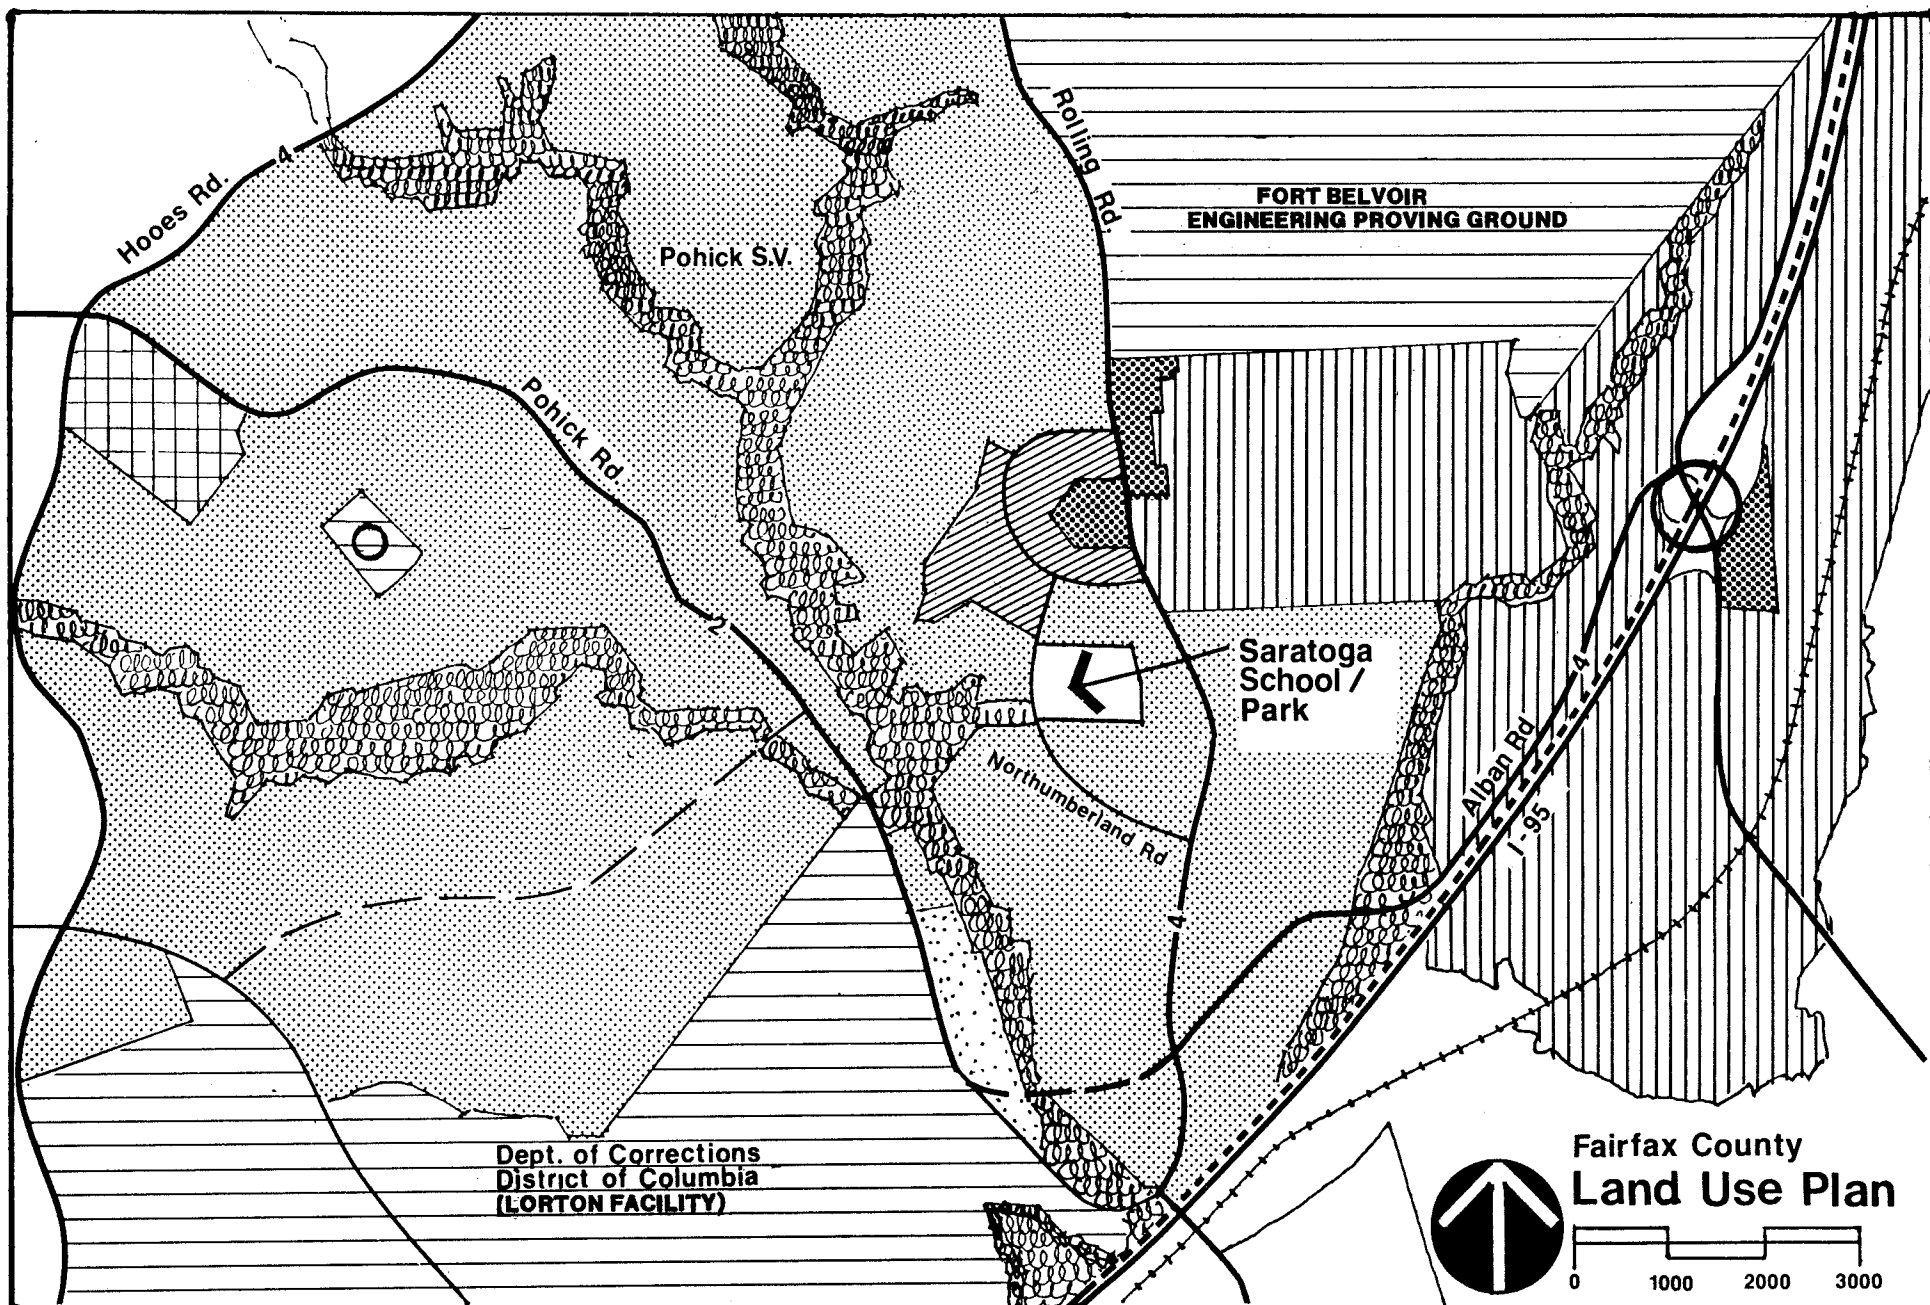 Rolling Rd.
4
Hooes Rd.
FORT BELVOIR
ENGINEERING PROVING GROUND
Pohick S.V.
Pohick Rd
2
Saratoga
School /
Park
4
Alban Rd
I-95
Northumberland Rd
4
Dept. of Corrections
District of Columbia
(LORTON FACILITY)
Fairfax County
Land Use Plan
0 1000 2000 3000